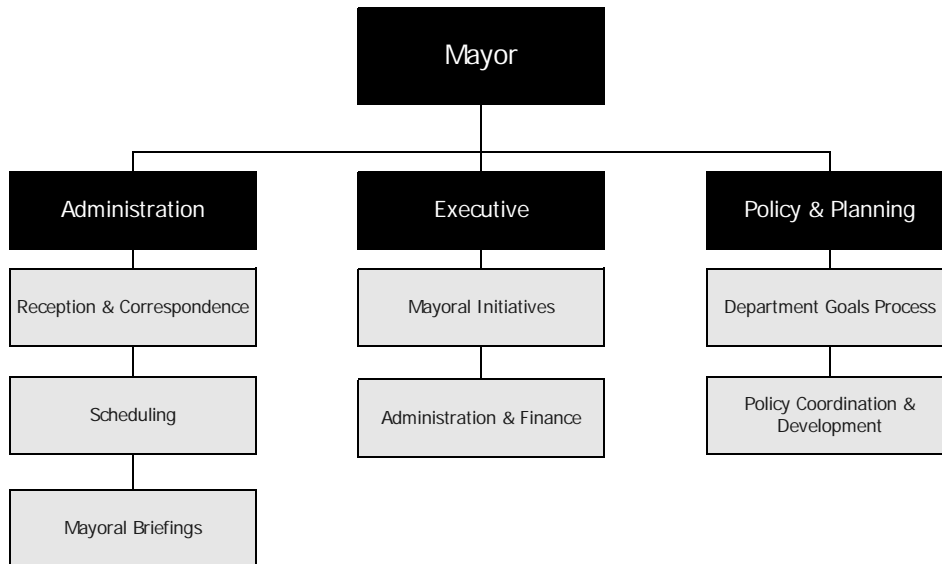 Mayor
Administration
Executive
Policy & Planning
Reception & Correspondence
Mayoral Initiatives
Department Goals Process
Scheduling
Administration & Finance
Policy Coordination &
Development
Mayoral Briefings